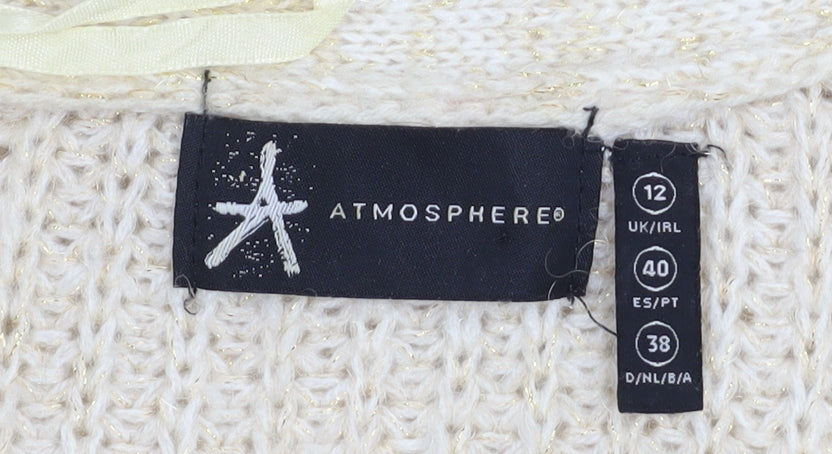 ATMOSPHERE®
12
UK/IRL
40
ES/PT
38
D/NL/B/A